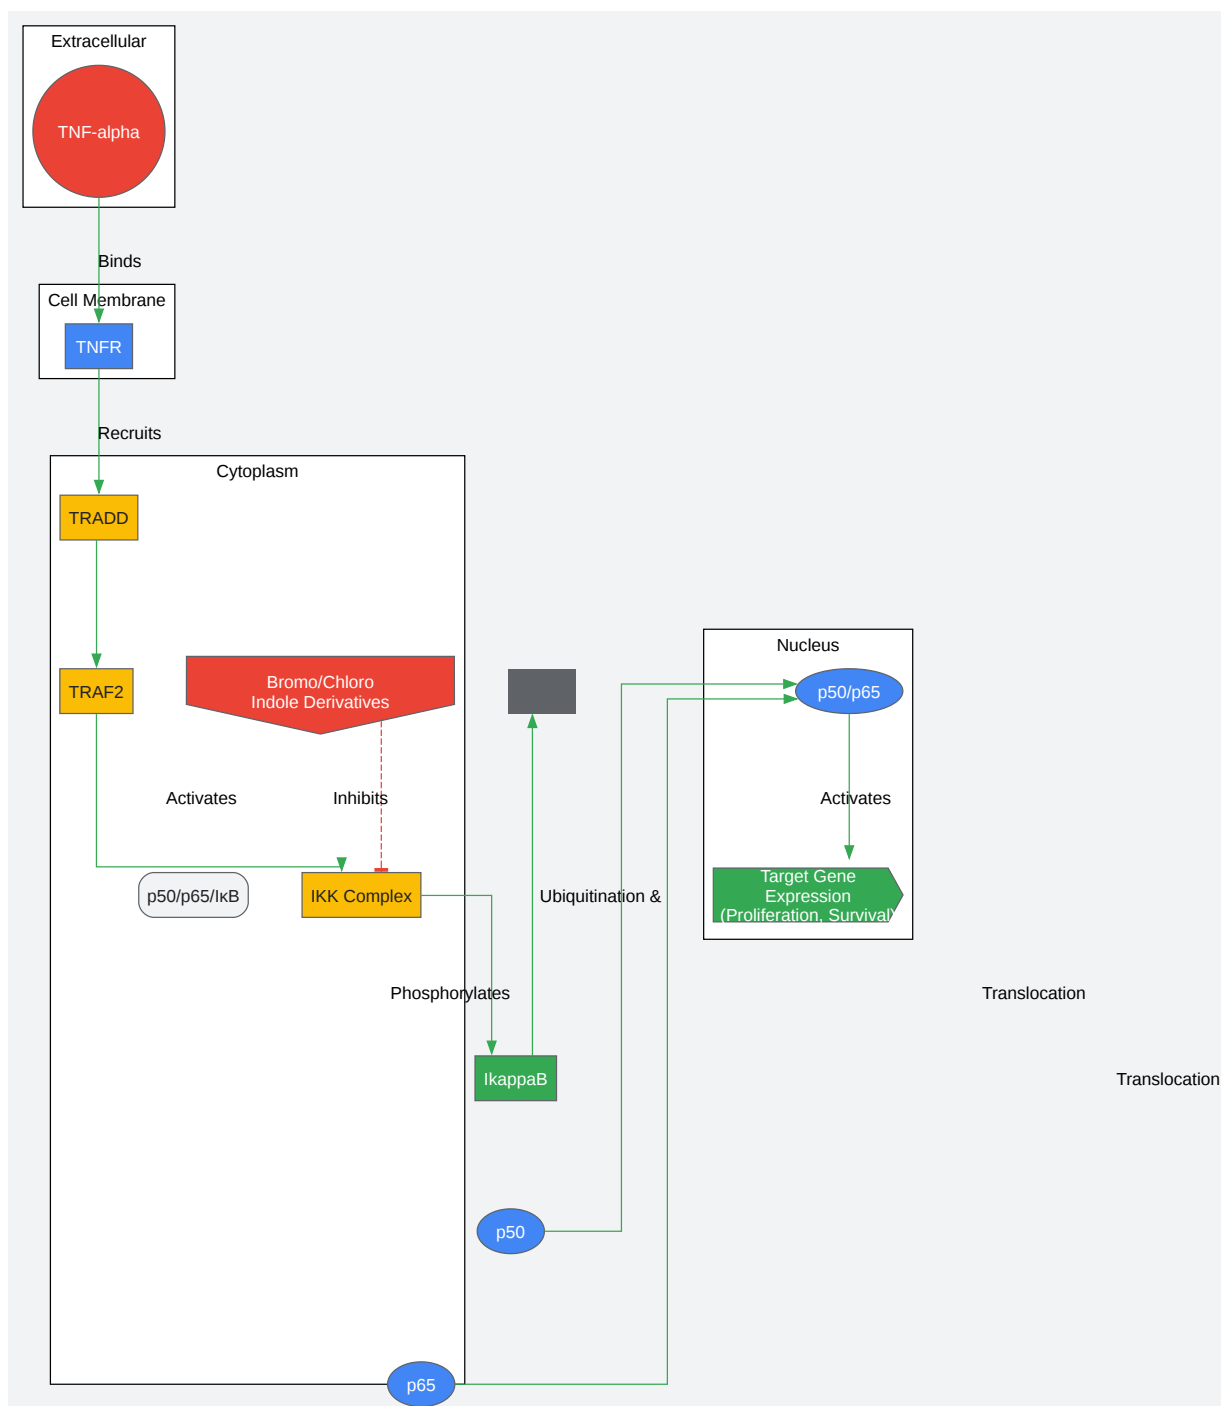 Extracellular
TNF-alpha
Binds
Cell Membrane
TNFR
Recruits
Cytoplasm
TRADD
TRAF2
Bromo/Chloro
Indole Derivatives
Activates
Inhibits
p50/p65/IκB
IKK Complex
Phosphorylates
Ubiquitination &
IkappaB
p50
p65
Nucleus
p50/p65
Activates
Target Gene
Expression
(Proliferation, Survival)
Translocation
Translocation